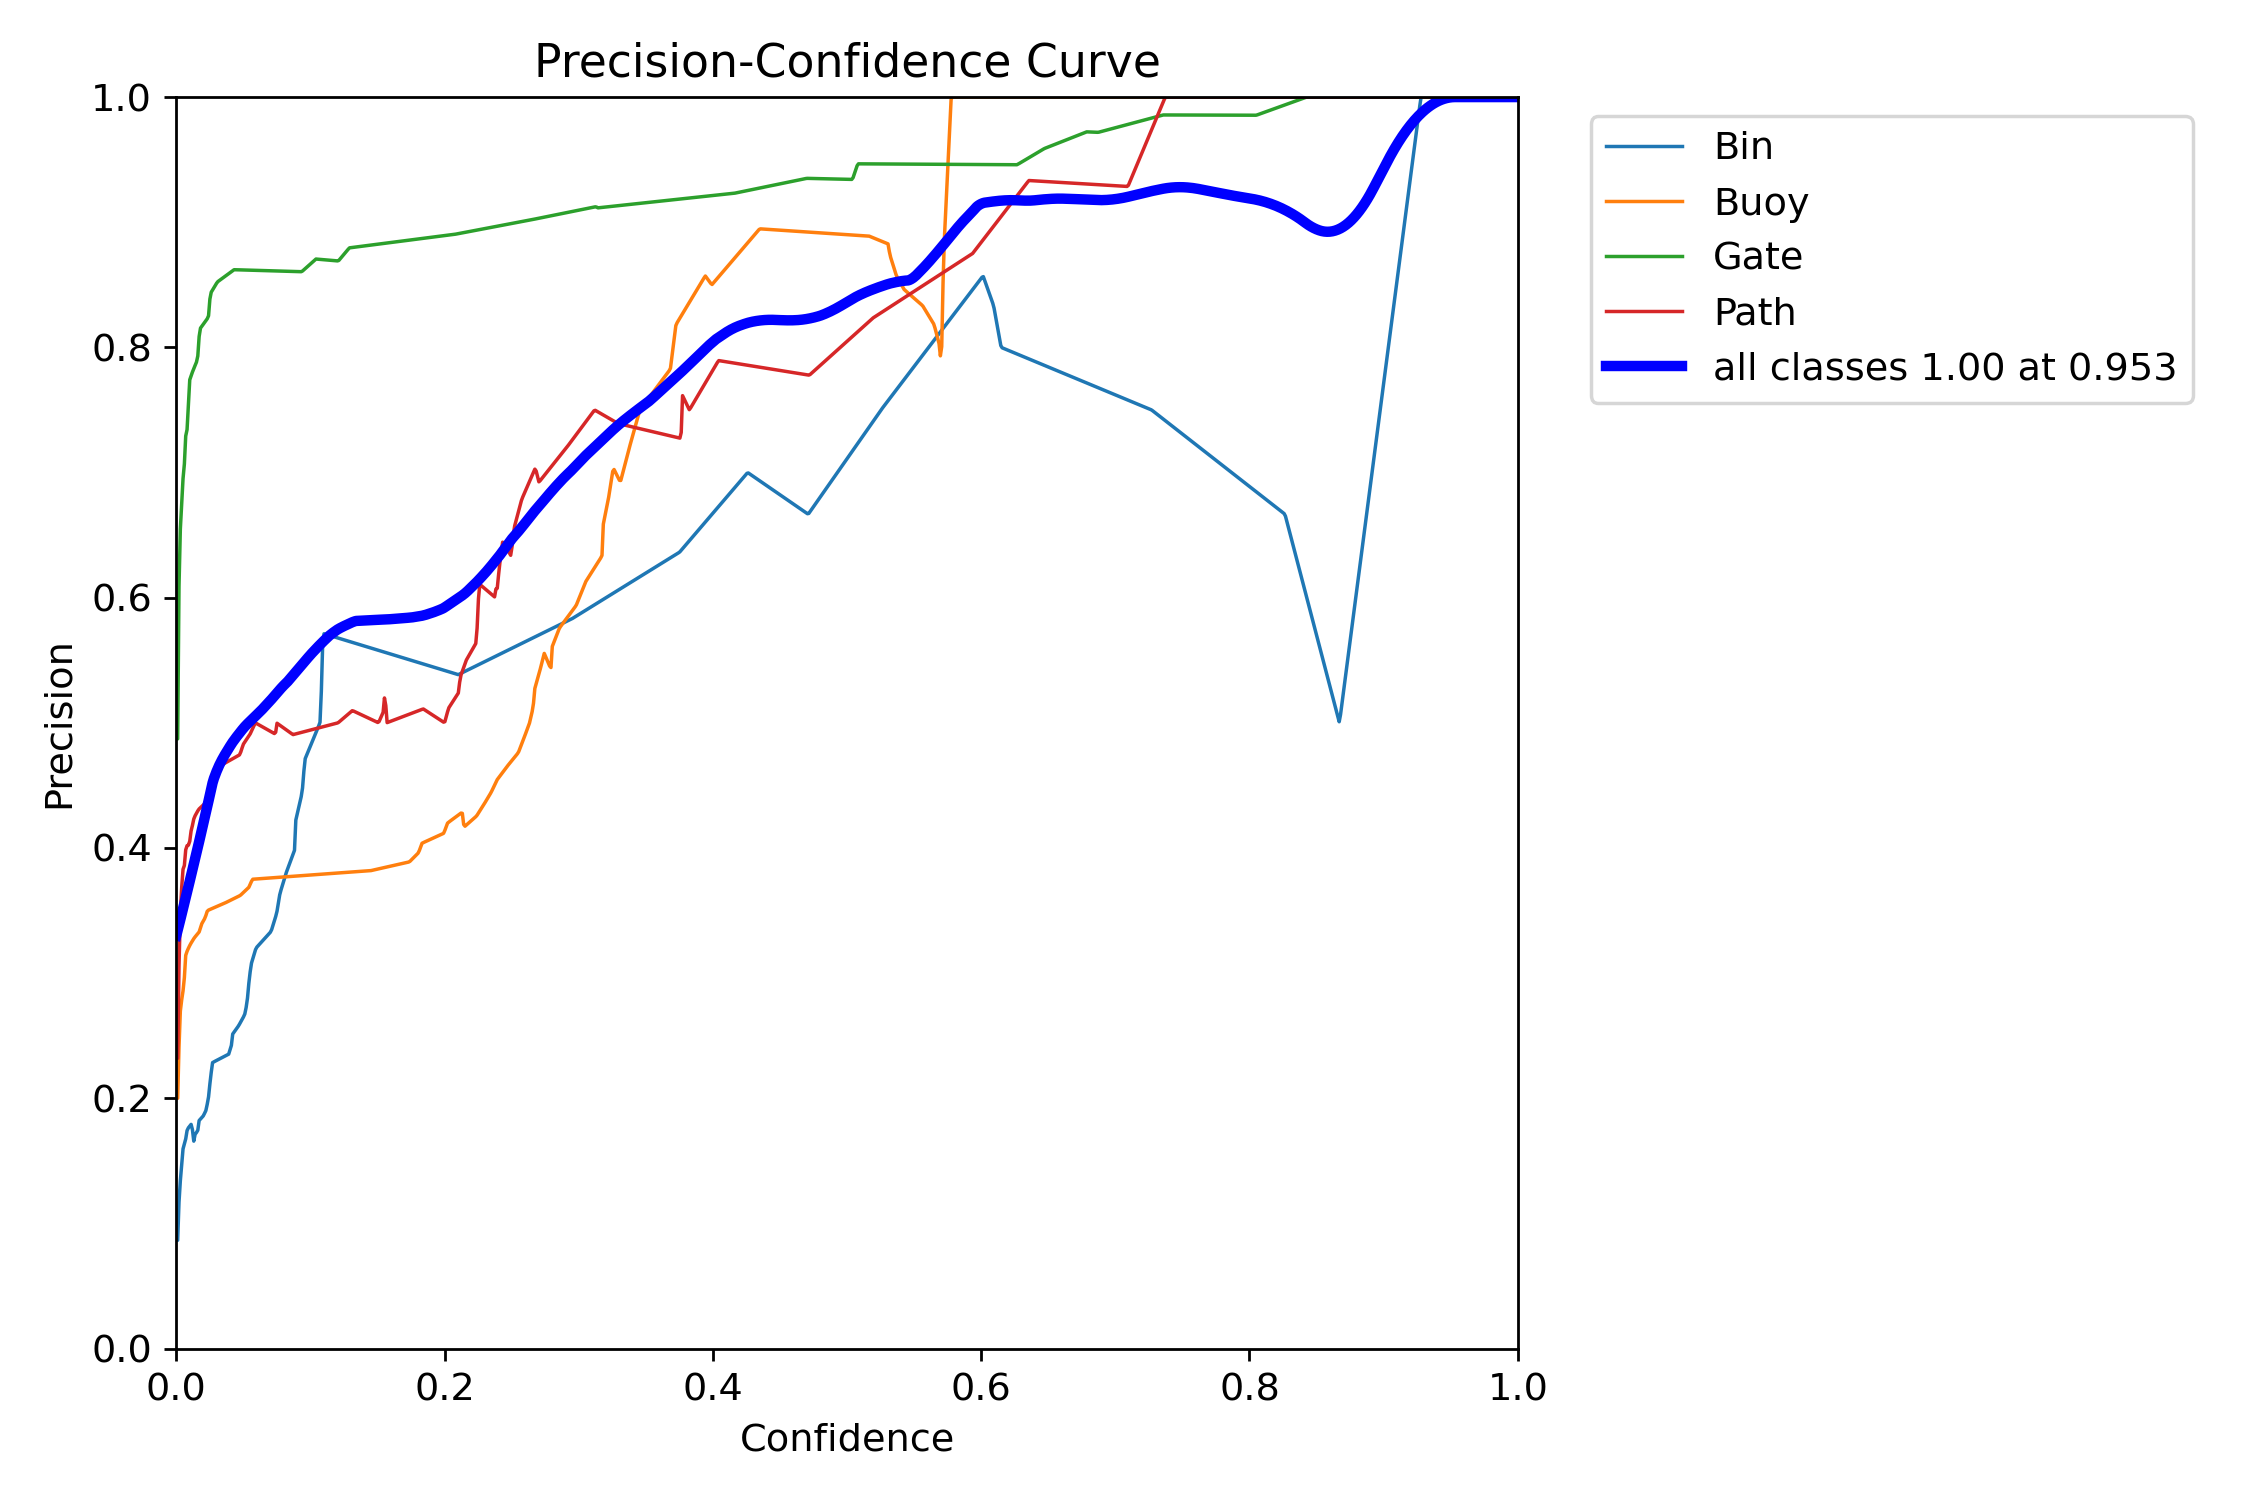 Precision-Confidence Curve
1.0
0.8
0.6
0.4
0.2
0.0
Precision
0.0 0.2 0.4 0.6 0.8 1.0
Confidence
Bin
Buoy
Gate
Path
all classes 1.00 at 0.953